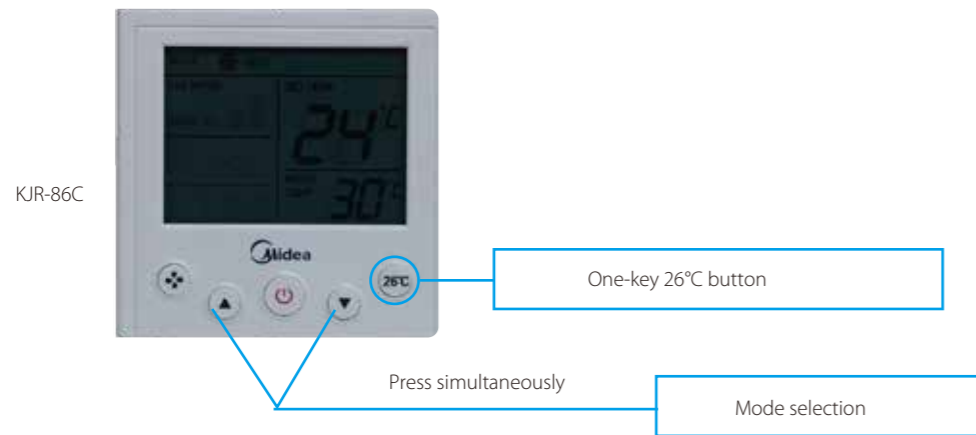 24°C
30°C
KJR-86C
Midea
26°C
One-key 26°C button
Press simultaneously
Mode selection